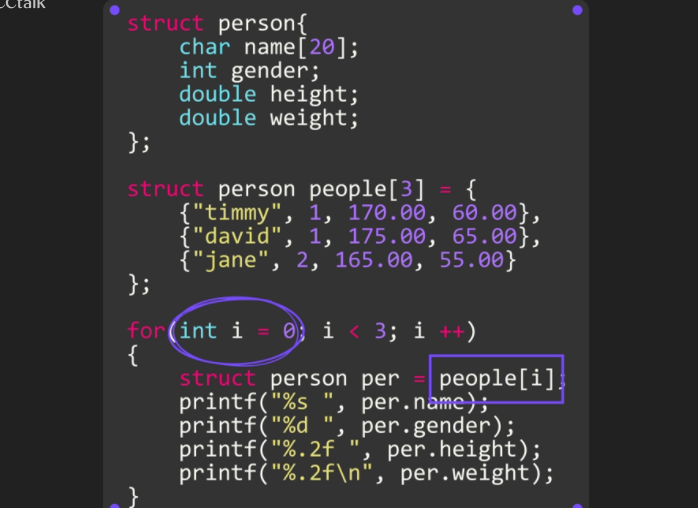 CCtalk
struct person{
    char name[20];
    int gender;
    double height;
    double weight;
};
struct person people[3] = {
    {"timmy", 1, 170.00, 60.00},
    {"david", 1, 175.00, 65.00},
    {"jane", 2, 165.00, 55.00}
};
for(int i = 0; i < 3; i ++)
{
    struct person per = people[i];
    printf("%s ", per.name);
    printf("%d ", per.gender);
    printf("%.2f ", per.height);
    printf("%.2f\n", per.weight);
}